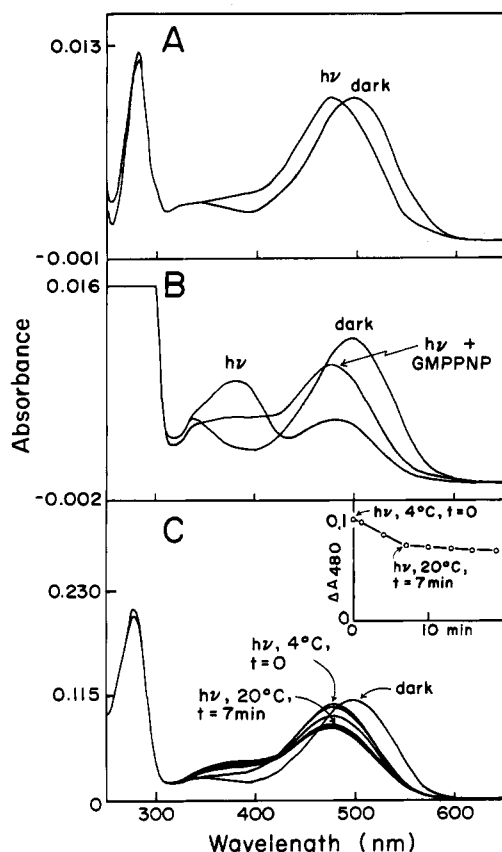 A
0.013
hν
dark
-0.001
B
0.016
dark
hν
hν +
GMPPNP
-0.002
C
0.1
hν, 4°C, t=0
ΔA480
hν, 20°C,
t=7min
0
0 10 min
0.230
hν, 4°C,
t=0
hν, 20°C,
t=7min
dark
0.115
0
300 400 500 600
Wavelength (nm)
Absorbance